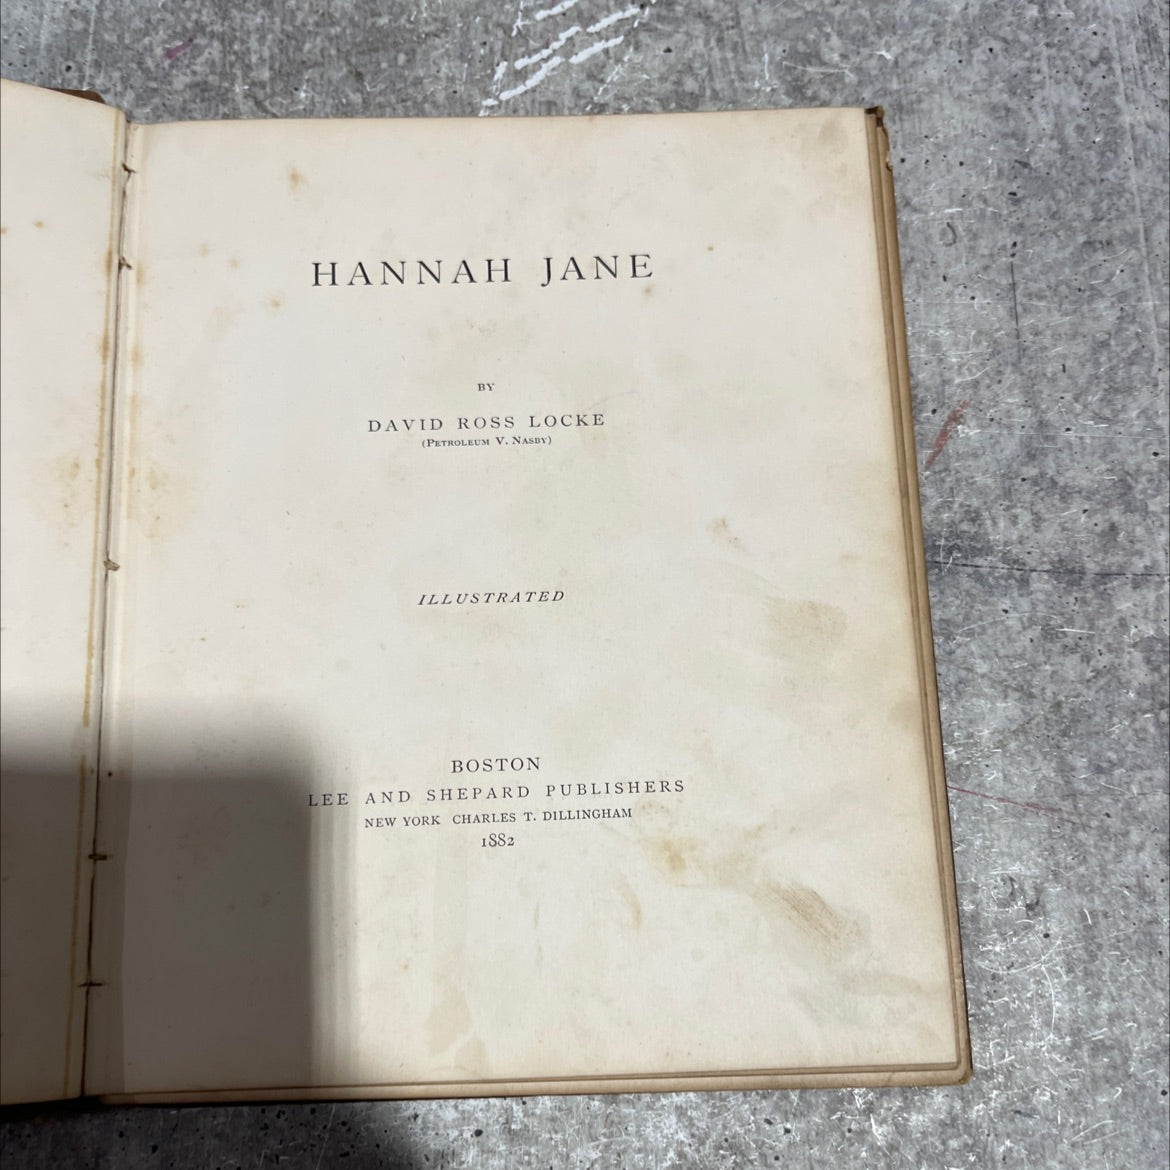 HANNAH JANE
BY
DAVID ROSS LOCKE
(Petroleum V. Nasby)
ILLUSTRATED
BOSTON
LEE AND SHEPARD PUBLISHERS
NEW YORK CHARLES T. DILLINGHAM
1882